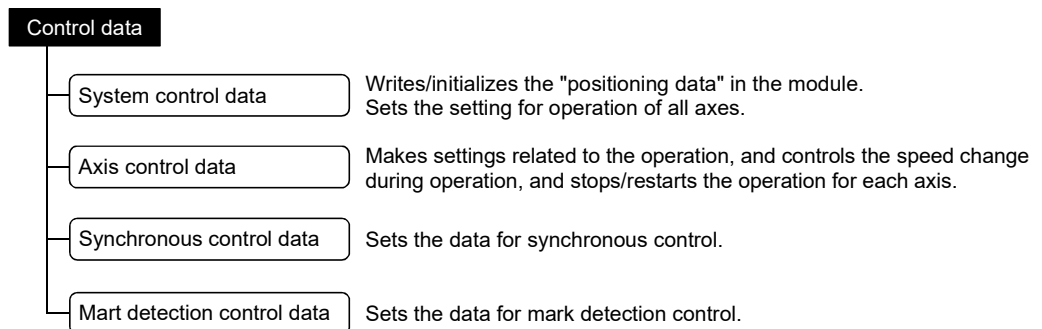 Control data
System control data
Writes/initializes the "positioning data" in the module.
Sets the setting for operation of all axes.
Axis control data
Makes settings related to the operation, and controls the speed change
during operation, and stops/restarts the operation for each axis.
Synchronous control data
Sets the data for synchronous control.
Mart detection control data
Sets the data for mark detection control.